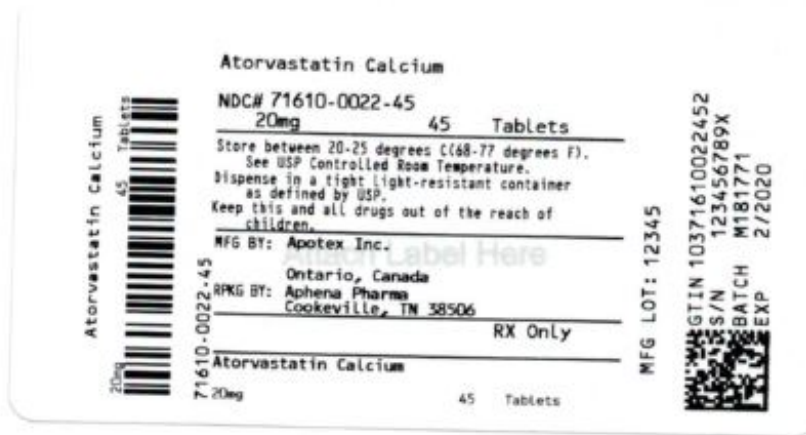 Atorvastatin Calcium
NDC# 71610-0022-45
20mg 45 Tablets
Store between 20-25 degrees C(68-77 degrees F).
See USP Controlled Room Temperature.
Dispense in a tight light-resistant container
as defined by USP.
Keep this and all drugs out of the reach of
children.
MFG BY: Apotex Inc.
Attach Label Here
Ontario, Canada
RPKG BY: Aphena Pharma
Cookeville, TN 38506
RX Only
Atorvastatin Calcium
20mg 45 Tablets
Atorvastatin Calcium
20mg 45 Tablets
71610-0022-45
MFG LOT: 12345
GTIN 10371610022452
S/N 123456789X
BATCH M181771
EXP 2/2020